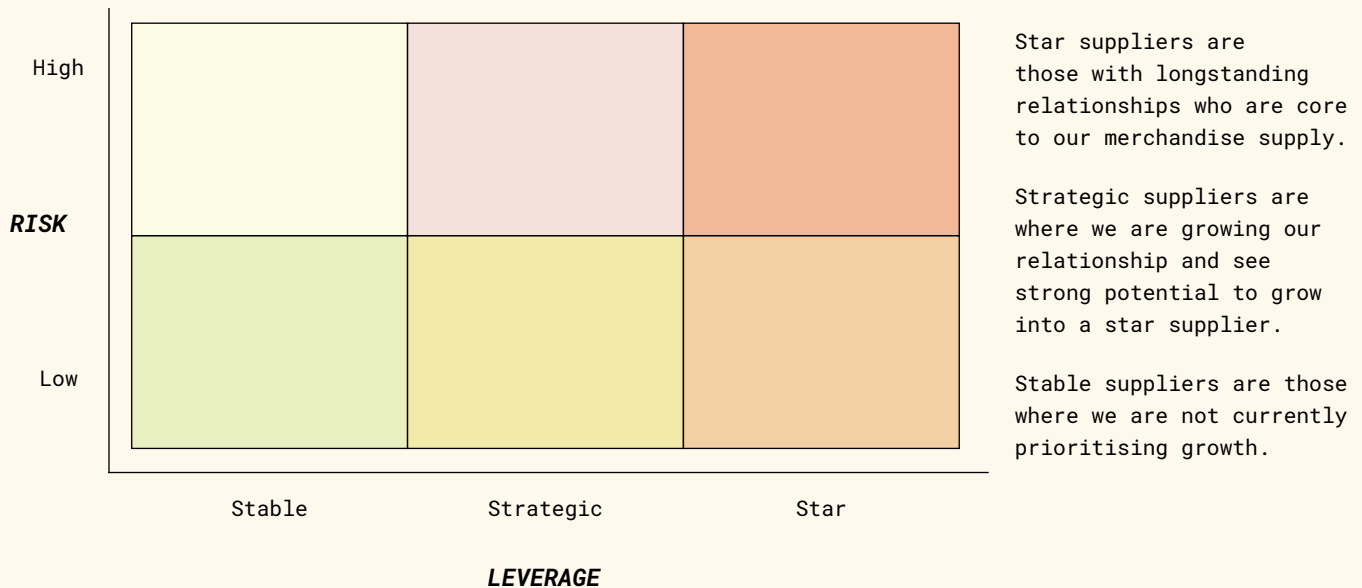 High
RISK
Low
Stable
Strategic
Star
LEVERAGE
Star suppliers are
those with longstanding
relationships who are core
to our merchandise supply.
Strategic suppliers are
where we are growing our
relationship and see
strong potential to grow
into a star supplier.
Stable suppliers are those
where we are not currently
prioritising growth.